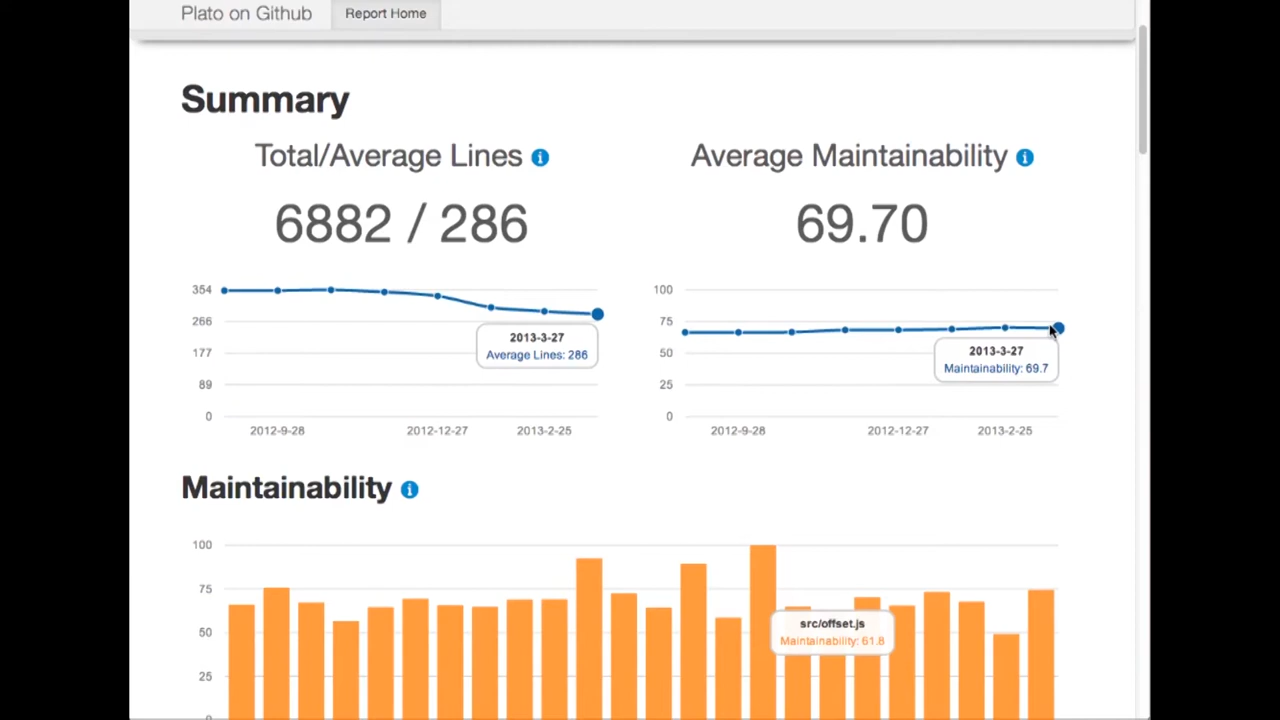 Plato on Github
Report Home
Summary
Total/Average Lines
Average Maintainability
6882 / 286
69.70
354
266
177
89
0
2013-3-27
Average Lines: 286
2012-9-28
2012-12-27
2013-2-25
100
75
50
25
0
2013-3-27
Maintainability: 69.7
2012-9-28
2012-12-27
2013-2-25
Maintainability
100
75
50
25
0
src/offset.js
Maintainability: 61.8